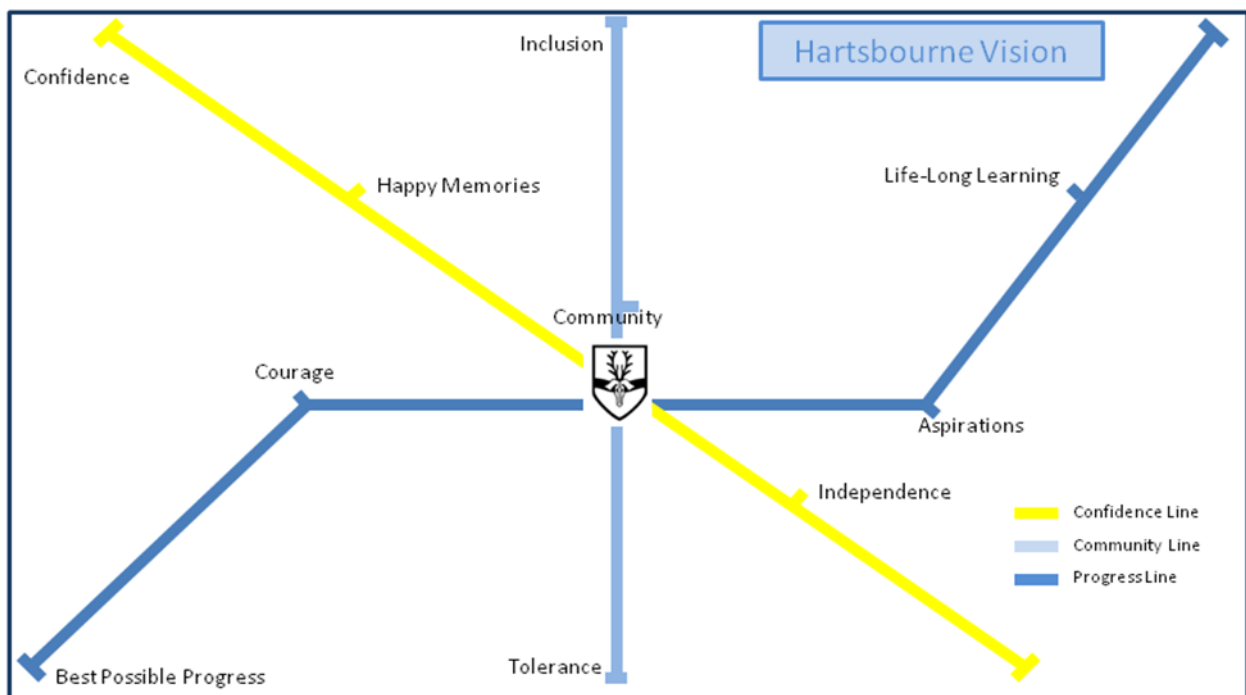 Inclusion
Hartsbourne Vision
Confidence
Happy Memories
Life-Long Learning
Community
Courage
Aspirations
Independence
Confidence Line
Community Line
Progress Line
Best Possible Progress
Tolerance